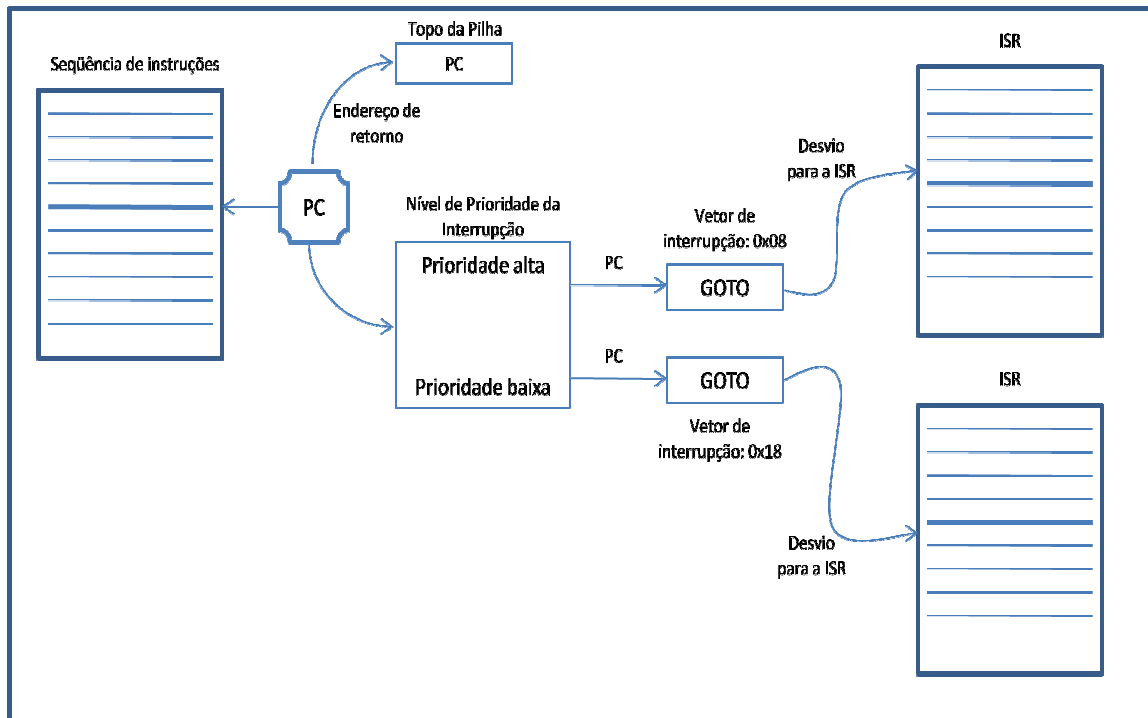 Topo da Pilha
PC
Seqüência de instruções
Endereço de
retorno
PC
Nível de Prioridade da
Interrupção
Prioridade alta
Prioridade baixa
PC
PC
Vetor de
interrupção: 0x08
GOTO
GOTO
Vetor de
interrupção: 0x18
Desvio
para a ISR
Desvio
para a ISR
ISR
ISR